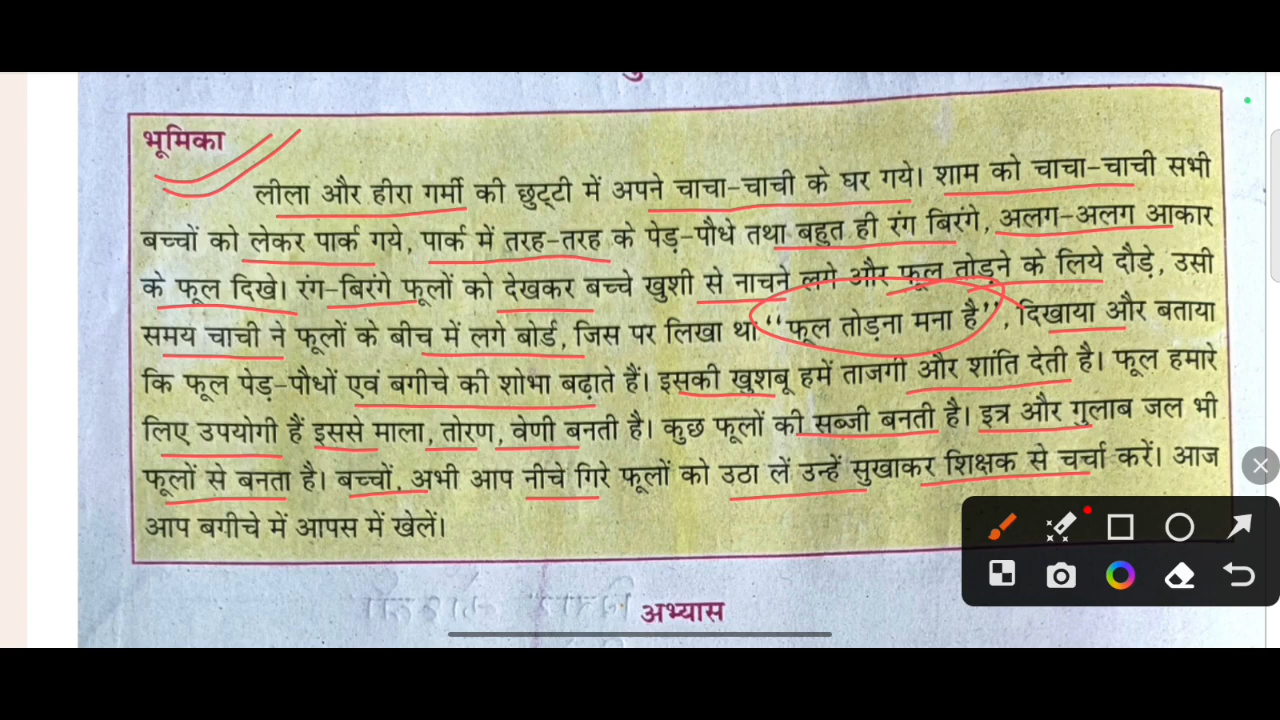 भूमिका
लीला और हीरा गर्मी की छुट्टी में अपने चाचा-चाची के घर गये। शाम को चाचा-चाची सभी
बच्चों को लेकर पार्क गये, पार्क में तरह-तरह के पेड़-पौधे तथा बहुत ही रंग बिरंगे, अलग-अलग आकार
के फूल दिखे। रंग-बिरंगे फूलों को देखकर बच्चे खुशी से नाचने लगे और फूल तोड़ने के लिये दौड़े, उसी
समय चाची ने फूलों के बीच में लगे बोर्ड, जिस पर लिखा था ‘‘फूल तोड़ना मना है’’, दिखाया और बताया
कि फूल पेड़-पौधों एवं बगीचे की शोभा बढ़ाते हैं। इसकी खुशबू हमें ताजगी और शांति देती है। फूल हमारे
लिए उपयोगी हैं इससे माला, तोरण, वेणी बनती है। कुछ फूलों की सब्जी बनती है। इत्र और गुलाब जल भी
फूलों से बनता है। बच्चों, अभी आप नीचे गिरे फूलों को उठा लें उन्हें सुखाकर शिक्षक से चर्चा करें। आज
आप बगीचे में आपस में खेलें।
अभ्यास